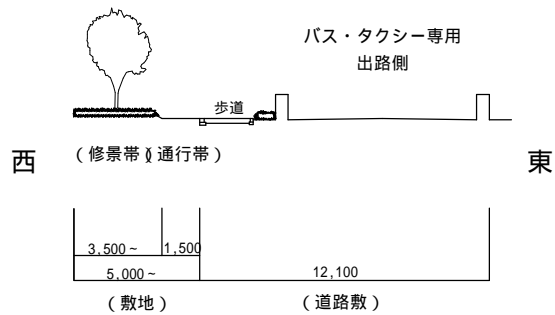 バス・タクシー専用
出路側
歩道
西
(修景帯)(通行帯)
東
3,500~
1,500
5,000~
12,100
(敷地)
(道路敷)